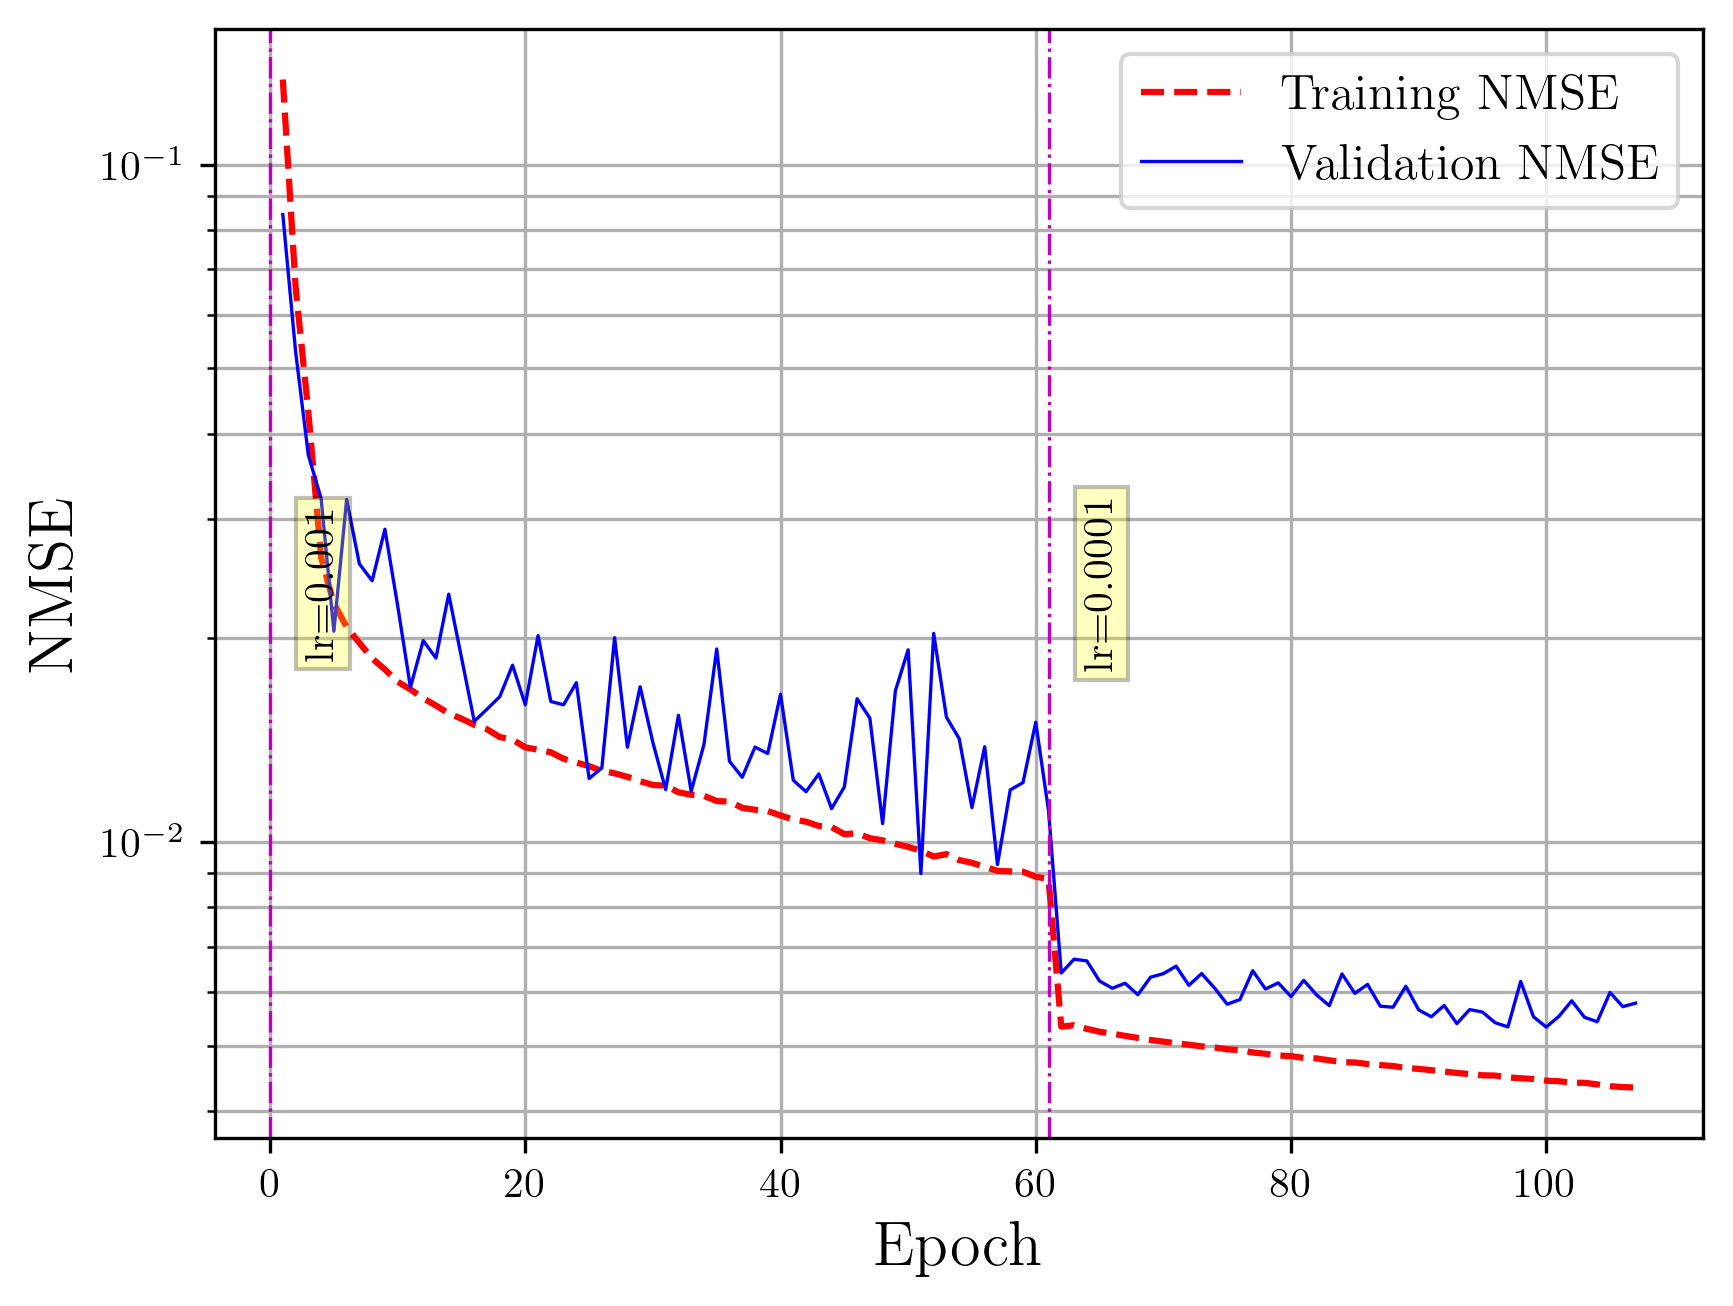 Training NMSE
Validation NMSE
10⁻¹
10⁻²
NMSE
lr=0.001
lr=0.0001
0 20 40 60 80 100
Epoch